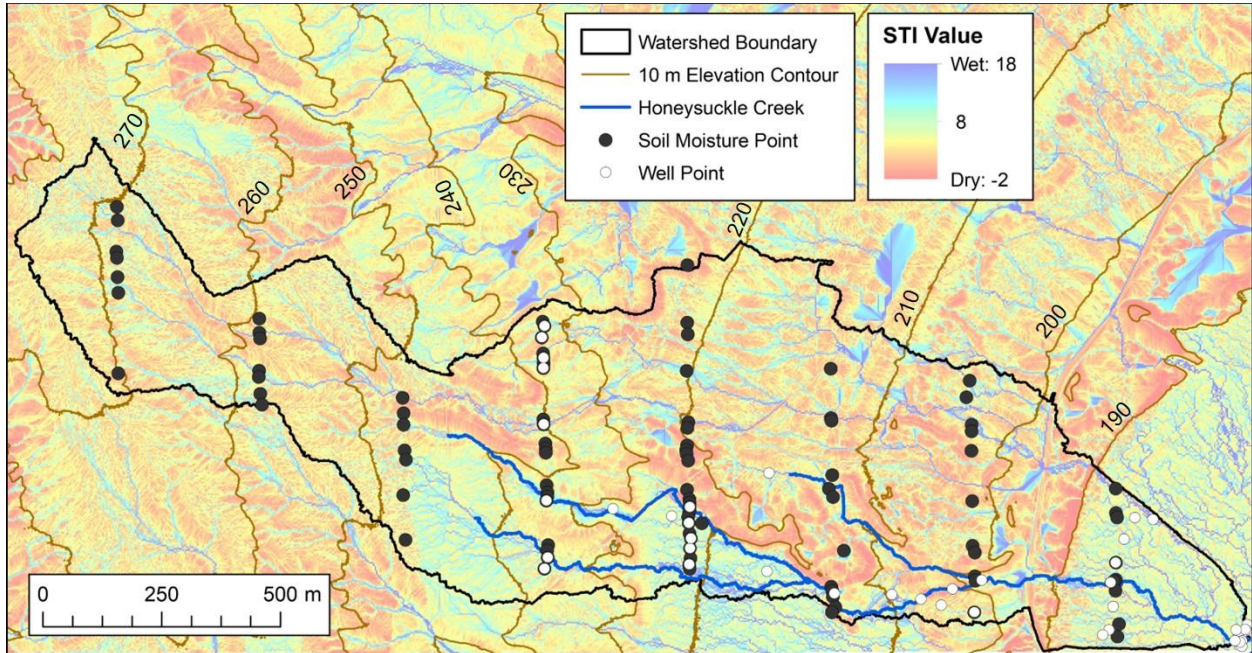 Watershed Boundary
10 m Elevation Contour
Honeysuckle Creek
Soil Moisture Point
Well Point
STI Value
Wet: 18
8
Dry: -2
270
260
250
240
230
220
210
200
190
0 250 500 m